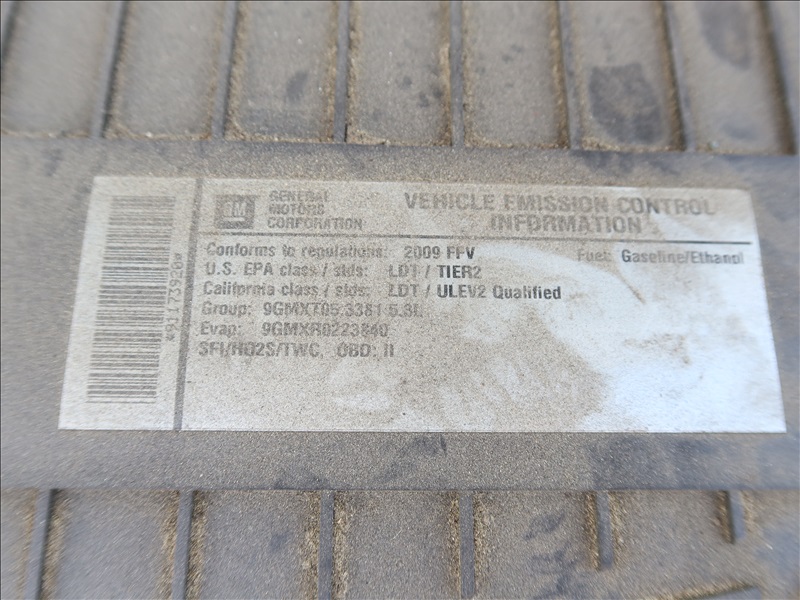 GM
GENERAL
MOTORS
CORPORATION
VEHICLE EMISSION CONTROL
INFORMATION
Conforms to regulations: 2009 FFV Fuel: Gasoline/Ethanol
U.S. EPA class / stds: LDT / TIER2
California class / stds: LDT / ULEV2 Qualified
Group: 9GMXT05.3381 5.3L
Evap: 9GMXR0223840
SFI/HO2S/TWC, OBD: II